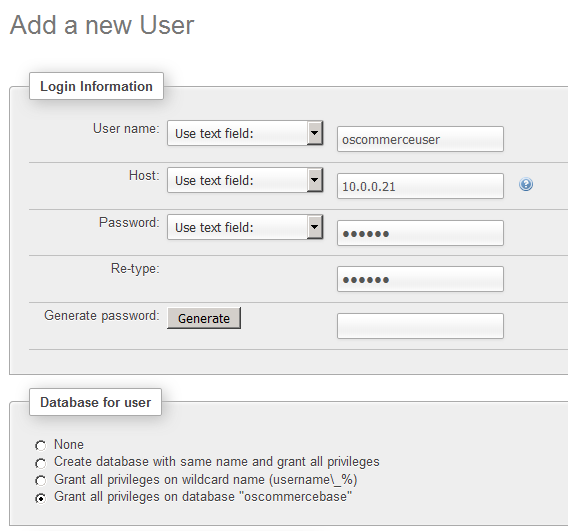 Add a new User
Login Information
User name: Use text field: oscommerceuser
Host: Use text field: 10.0.0.21
Password: Use text field: ●●●●●●
Re-type: ●●●●●●
Generate password: Generate
Database for user
None
Create database with same name and grant all privileges
Grant all privileges on wildcard name (username\_%)
Grant all privileges on database "oscommercebase"